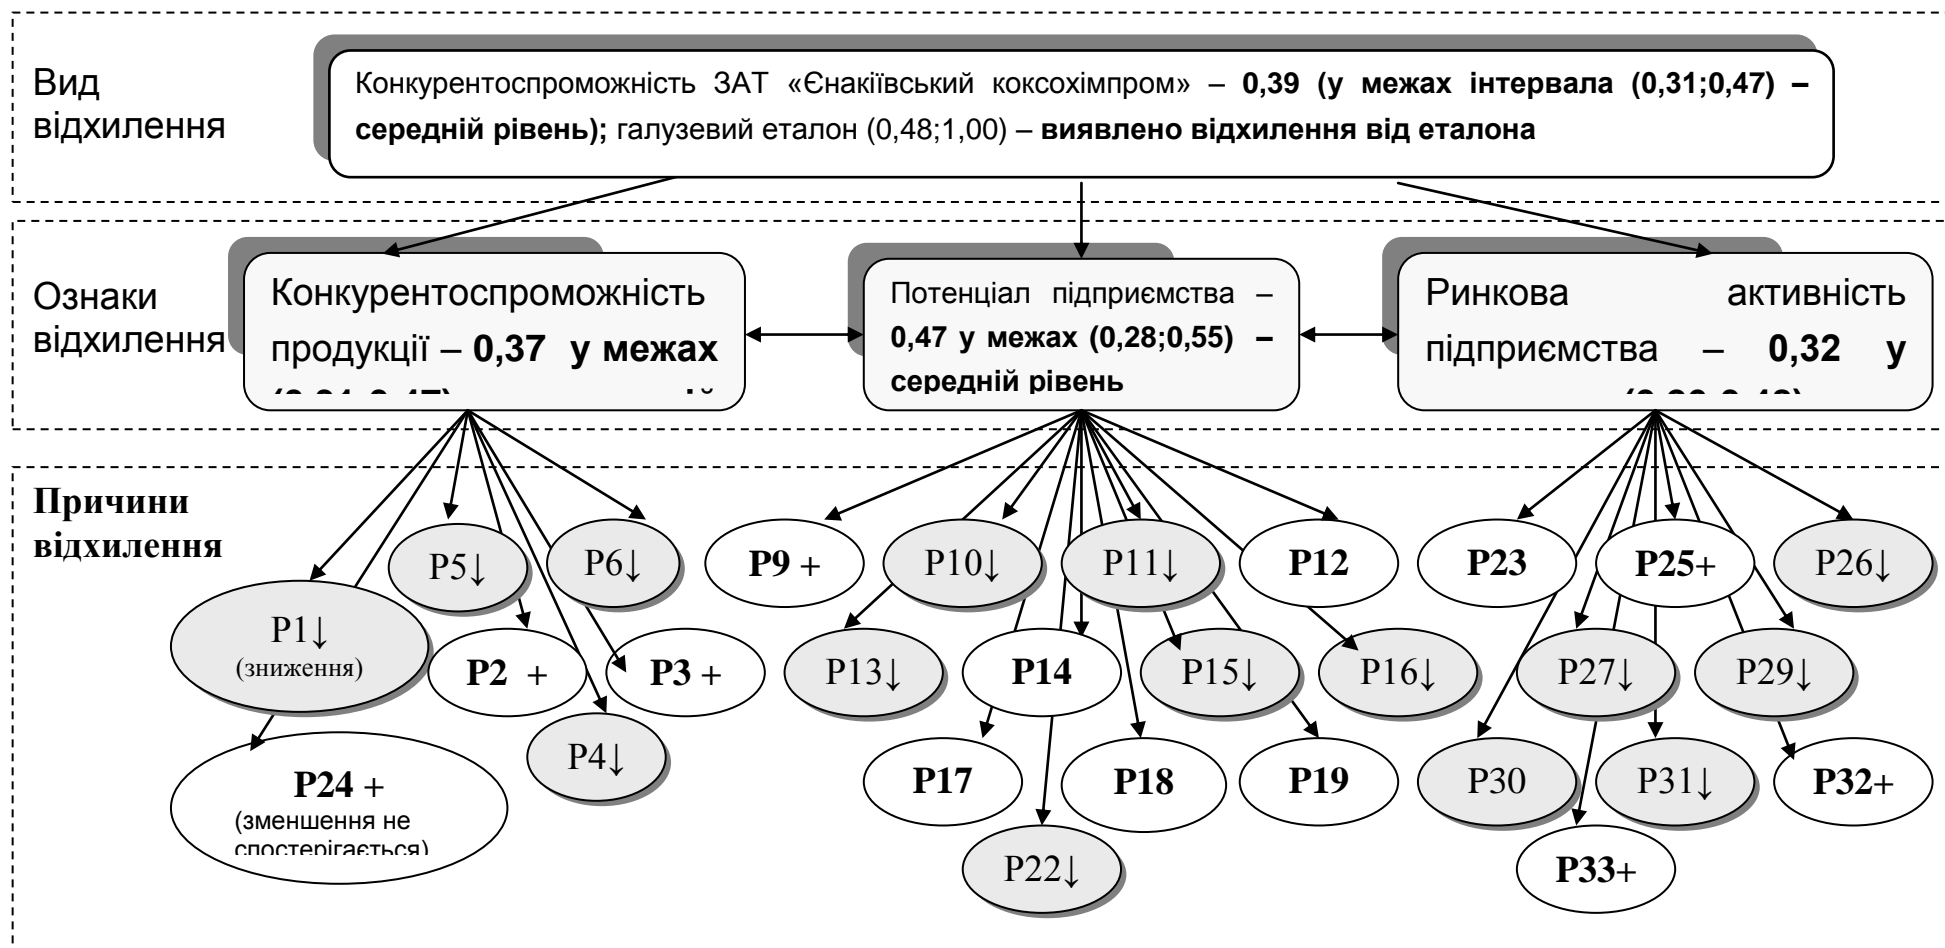 Вид
відхилення
Конкурентоспроможність ЗАТ «Єнакіївський коксохімпром» – 0,39 (у межах інтервала (0,31;0,47) –
середній рівень); галузевий еталон (0,48;1,00) – виявлено відхилення від еталона
Ознаки
відхилення
Конкурентоспроможність
продукції – 0,37 у межах
Потенціал підприємства –
0,47 у межах (0,28;0,55) –
середній рівень
Ринкова активність
підприємства – 0,32 у
Причини
відхилення
P5↓
P6↓
P9 +
P10↓
P11↓
P12
P23
P25+
P26↓
P1↓
(зниження)
P2 +
P3 +
P13↓
P14
P15↓
P16↓
P27↓
P29↓
P4↓
P17
P18
P19
P30
P31↓
P32+
P24 +
(зменшення не
спостерігається)
P22↓
P33+